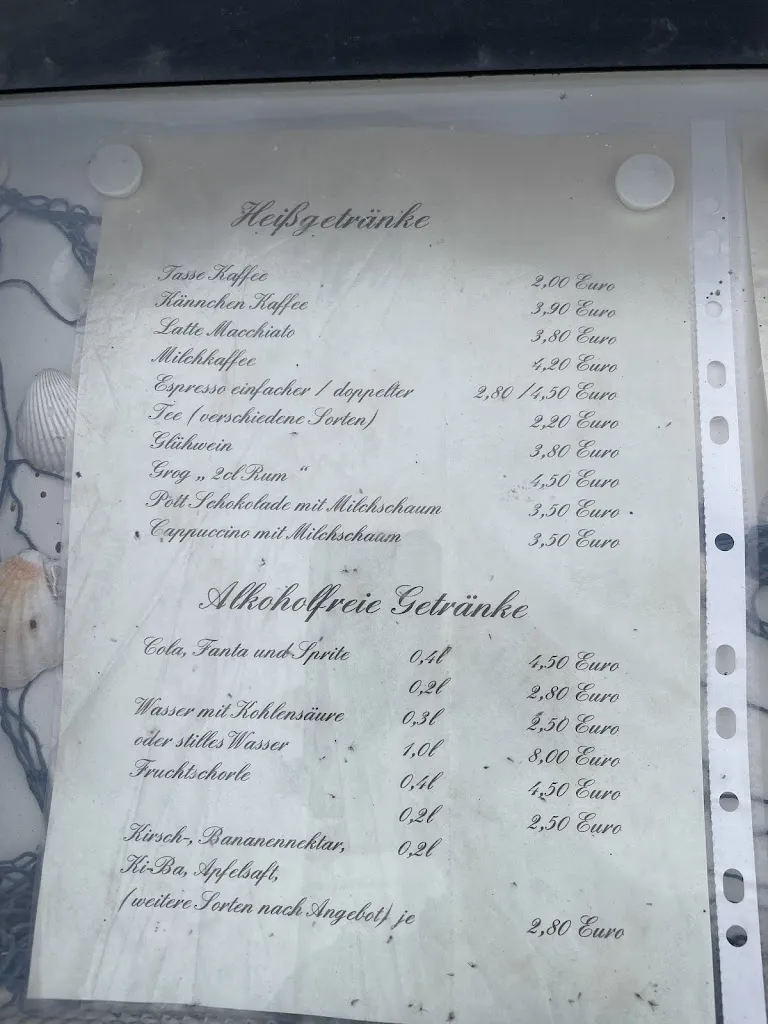 Heißgetränke
Tasse Kaffee 2,00 Euro
Kännchen Kaffee 3,90 Euro
Latte Macchiato 3,80 Euro
Milchkaffee 4,20 Euro
Espresso einfacher / doppelter 2,80 / 4,50 Euro
Tee (verschiedene Sorten) 2,20 Euro
Glühwein 3,80 Euro
Grog „ 2cl Rum “ 4,50 Euro
Pott Schokolade mit Milchschaum 3,50 Euro
Cappuccino mit Milchschaum 3,50 Euro
Alkoholfreie Getränke
Cola, Fanta und Sprite 0,4l 4,50 Euro
0,2l 2,80 Euro
Wasser mit Kohlensäure 0,3l 2,50 Euro
oder stilles Wasser 1,0l 8,00 Euro
Fruchtschorle 0,4l 4,50 Euro
0,2l 2,50 Euro
Kirsch-, Bananennektar, 0,2l
Ki-Ba, Apfelsaft,
(weitere Sorten nach Angebot) je 2,80 Euro